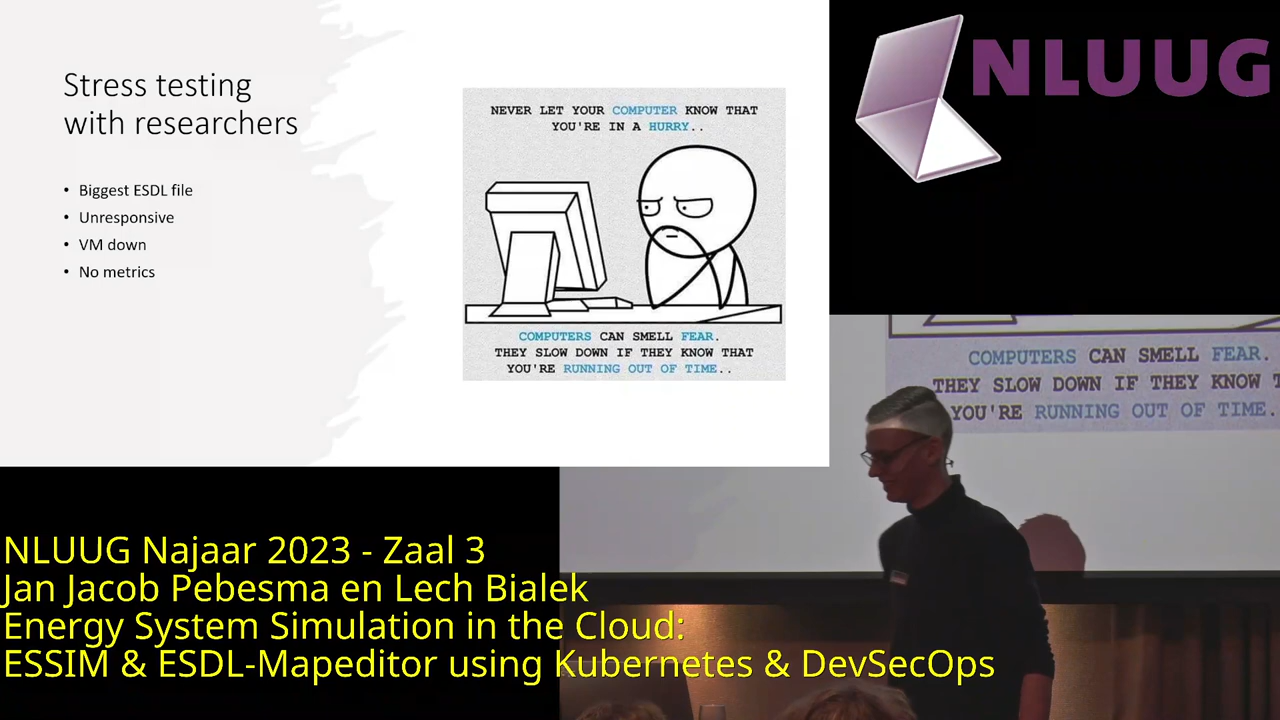 Stress testing
with researchers
• Biggest ESDL file
• Unresponsive
• VM down
• No metrics
NEVER LET YOUR COMPUTER KNOW THAT
YOU'RE IN A HURRY..
COMPUTERS CAN SMELL FEAR.
THEY SLOW DOWN IF THEY KNOW THAT
YOU'RE RUNNING OUT OF TIME..
NLUUG
COMPUTERS CAN SMELL FEAR.
THEY SLOW DOWN IF THEY KNOW T
YOU'RE RUNNING OUT OF TIME.
NLUUG Najaar 2023 - Zaal 3
Jan Jacob Pebesma en Lech Bialek
Energy System Simulation in the Cloud:
ESSIM & ESDL-Mapeditor using Kubernetes & DevSecOps